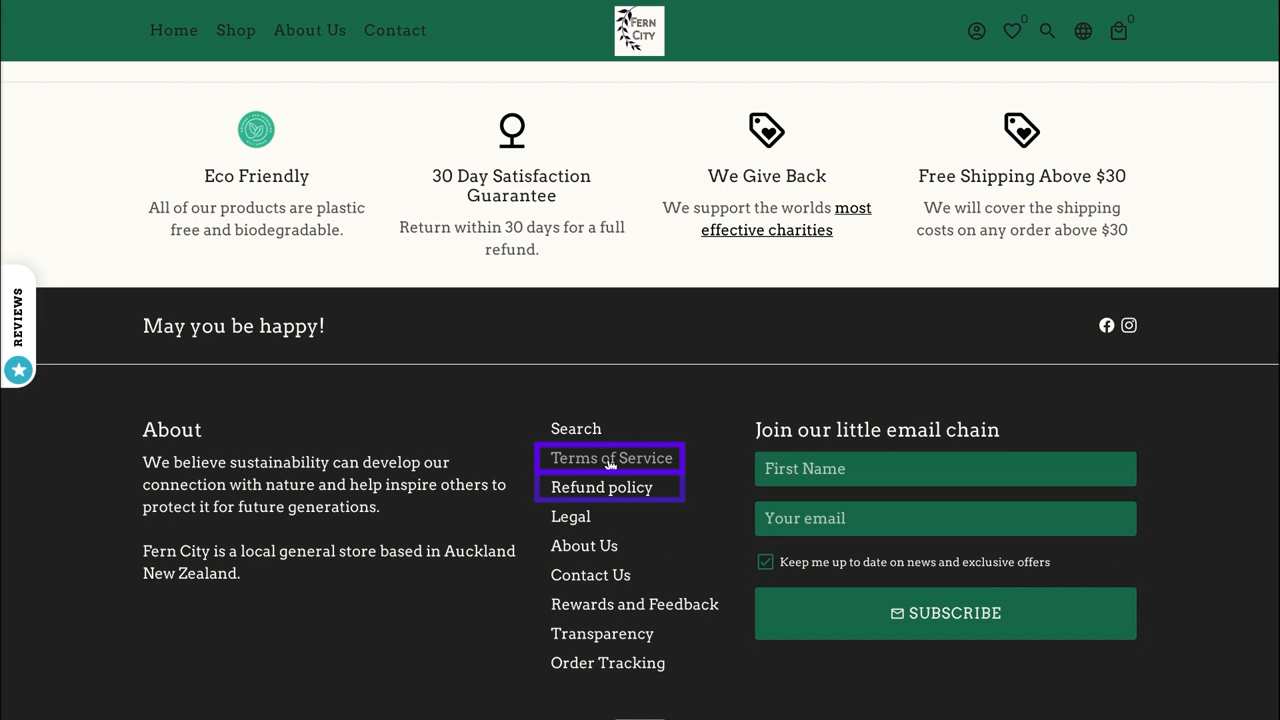 Home Shop About Us Contact
FERN
CITY
0
0
Eco Friendly
All of our products are plastic
free and biodegradable.
30 Day Satisfaction
Guarantee
Return within 30 days for a full
refund.
We Give Back
We support the worlds most
effective charities
Free Shipping Above $30
We will cover the shipping
costs on any order above $30
REVIEWS
May you be happy!
About
We believe sustainability can develop our
connection with nature and help inspire others to
protect it for future generations.
Fern City is a local general store based in Auckland
New Zealand.
Search
Terms of Service
Refund policy
Legal
About Us
Contact Us
Rewards and Feedback
Transparency
Order Tracking
Join our little email chain
First Name
Your email
Keep me up to date on news and exclusive offers
SUBSCRIBE